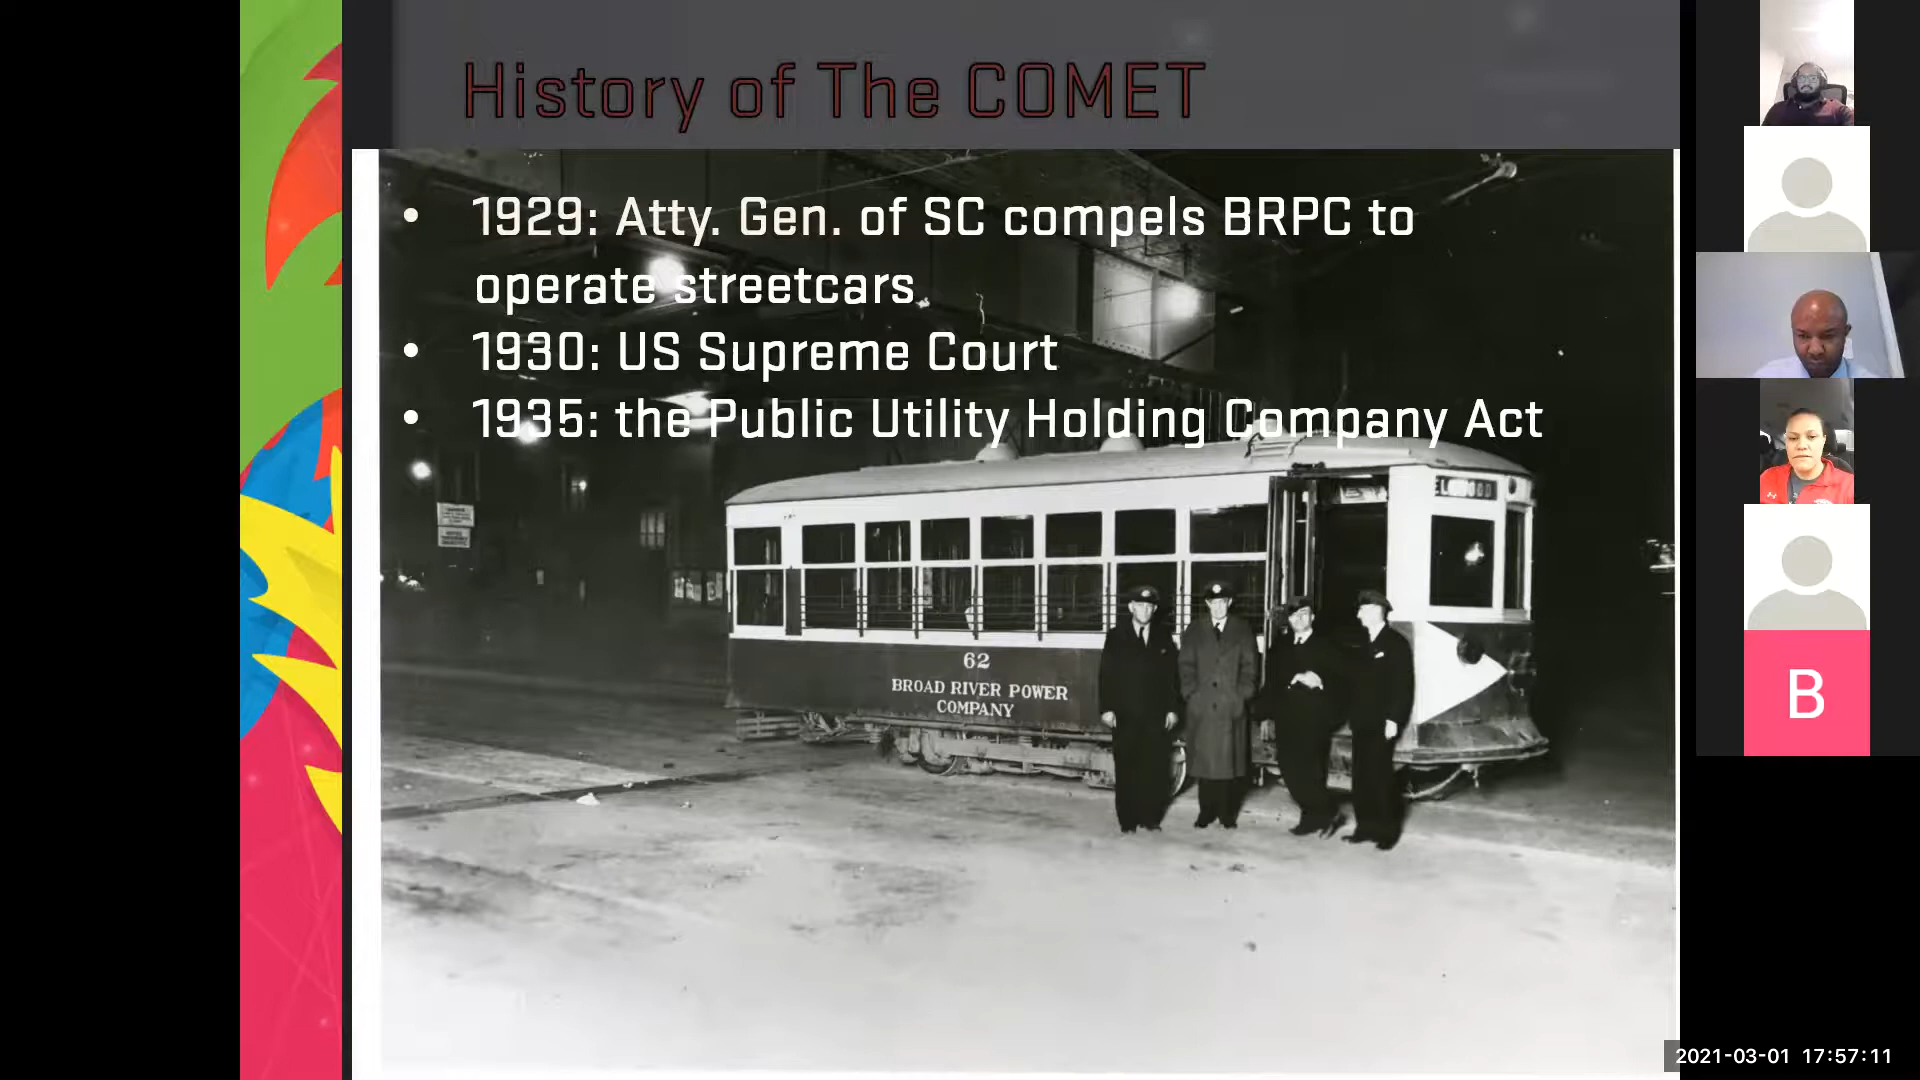 History of The COMET
• 1929: Atty. Gen. of SC compels BRPC to
operate streetcars
• 1930: US Supreme Court
• 1935: the Public Utility Holding Company Act
62
BROAD RIVER POWER
COMPANY
B
2021-03-01 17:57:11